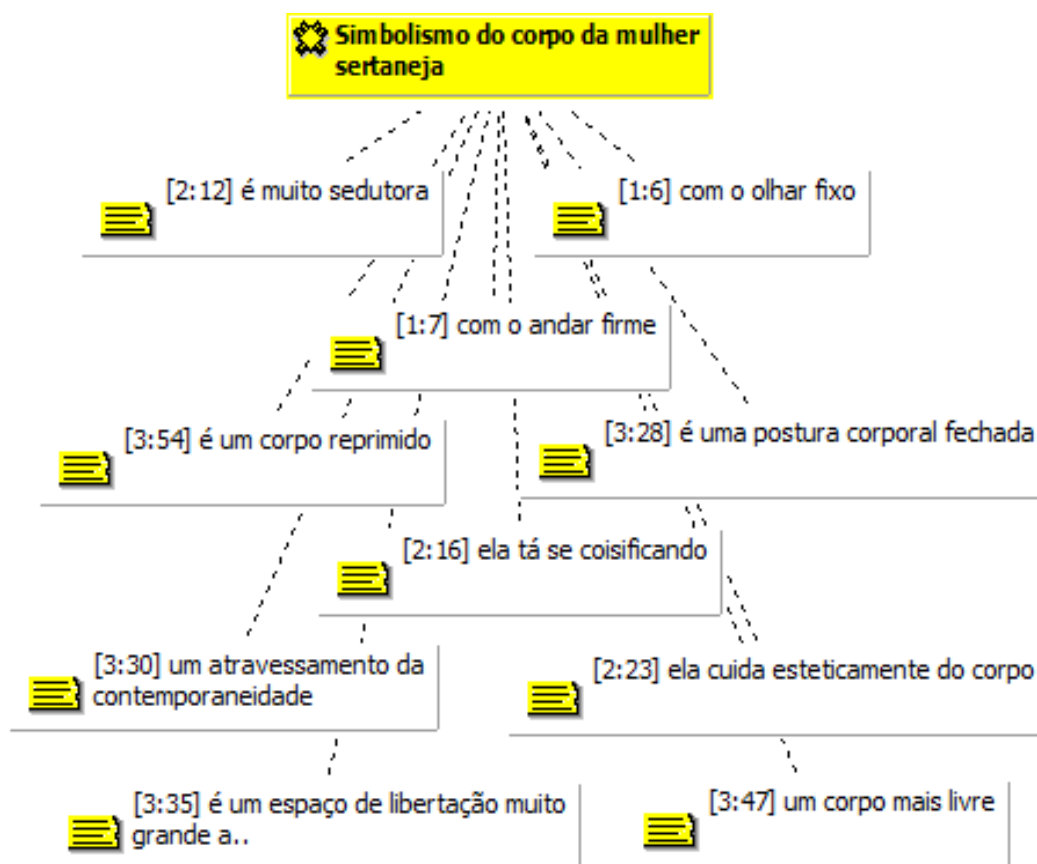 Simbolismo do corpo da mulher
sertaneja
[2:12] é muito sedutora
[1:6] com o olhar fixo
[1:7] com o andar firme
[3:54] é um corpo reprimido
[3:28] é uma postura corporal fechada
[2:16] ela tá se coisificando
[3:30] um atravessamento da
contemporaneidade
[2:23] ela cuida esteticamente do corpo
[3:35] é um espaço de libertação muito
grande a..
[3:47] um corpo mais livre